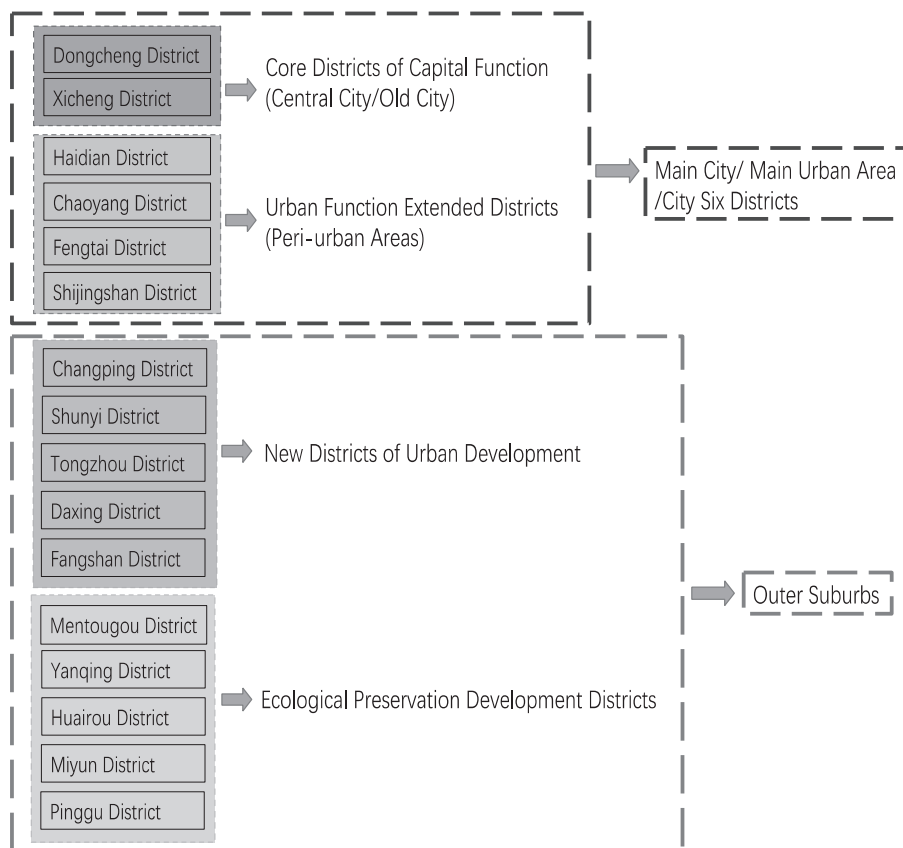 Dongcheng District
Xicheng District
Core Districts of Capital Function
(Central City/Old City)
Haidian District
Chaoyang District
Fengtai District
Shijingshan District
Urban Function Extended Districts
(Peri-urban Areas)
Main City/ Main Urban Area
/City Six Districts
Changping District
Shunyi District
Tongzhou District
Daxing District
Fangshan District
New Districts of Urban Development
Mentougou District
Yanqing District
Huairou District
Miyun District
Pinggu District
Ecological Preservation Development Districts
Outer Suburbs